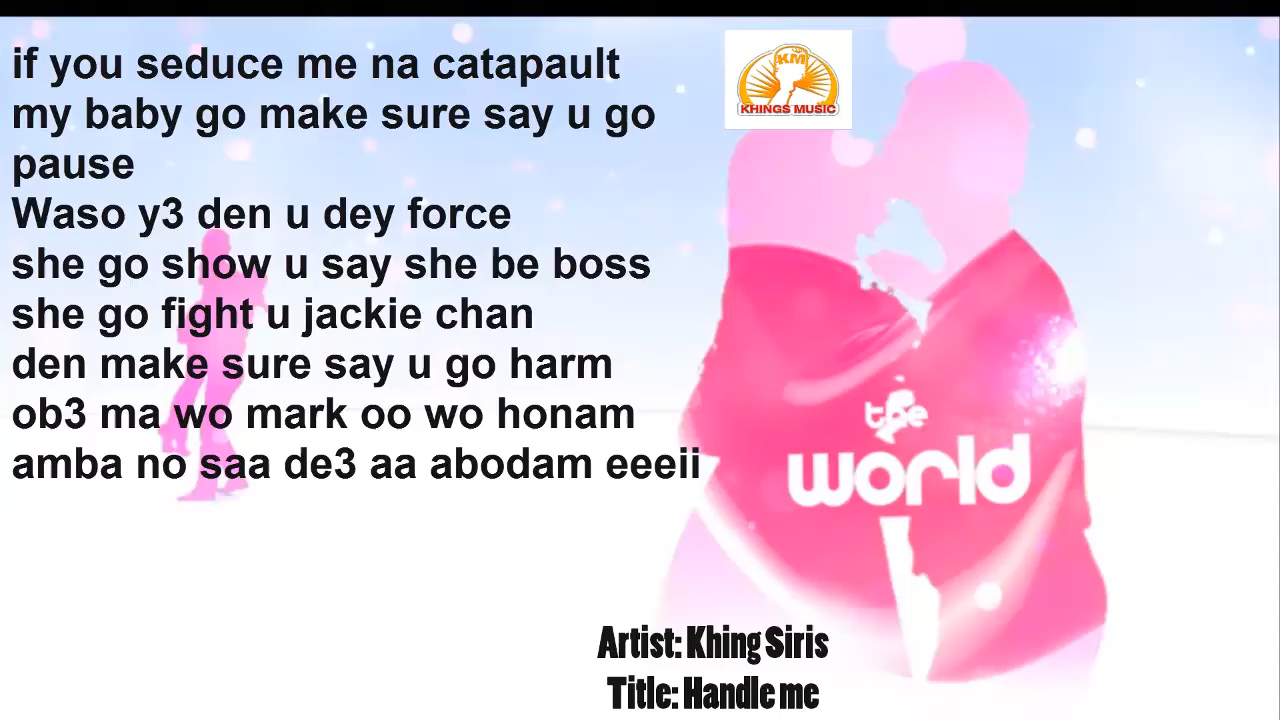 if you seduce me na catapault
my baby go make sure say u go
pause
Waso y3 den u dey force
she go show u say she be boss
she go fight u jackie chan
den make sure say u go harm
ob3 ma wo mark oo wo honam
amba no saa de3 aa abodam eeeii
KM
KHINGS MUSIC
the
world
Artist: Khing Siris
Title: Handle me